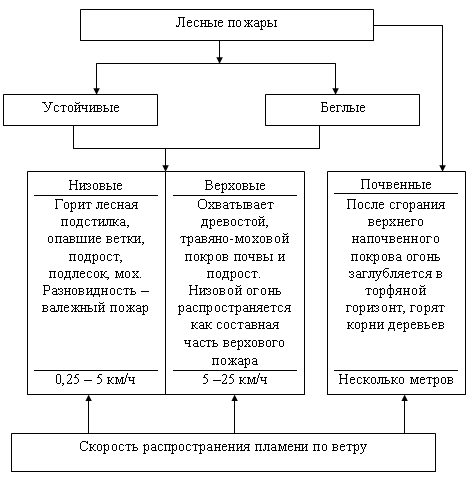 Лесные пожары
Устойчивые
Беглые
Низовые
Горит лесная
подстилка,
опавшие ветки,
подрост,
подлесок, мох.
Разновидность –
валежный пожар
0,25 – 5 км/ч
Верховые
Охватывает
древостой,
травяно-моховой
покров почвы и
подрост.
Низовой огонь
распространяется
как составная
часть верхового
пожара
5 –25 км/ч
Почвенные
После сгорания
верхнего
напочвенного
покрова огонь
заглубляется в
торфяной
горизонт, горят
корни деревьев
Несколько метров
Скорость распространения пламени по ветру